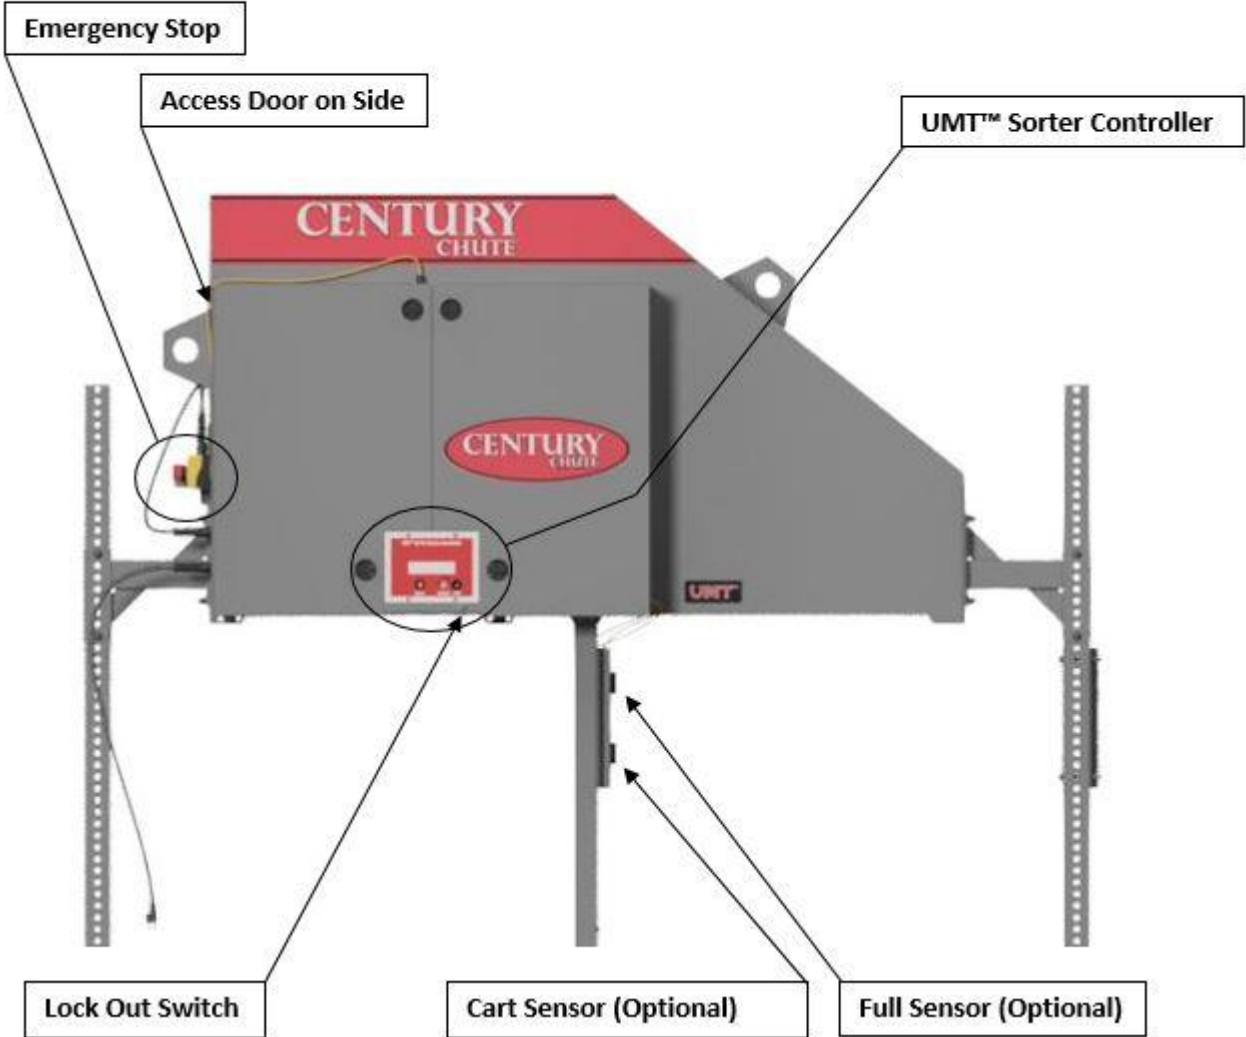 Emergency Stop
Access Door on Side
UMT™ Sorter Controller
CENTURY
CHUTE
CENTURY
CHUTE
UMT
Lock Out Switch
Cart Sensor (Optional)
Full Sensor (Optional)